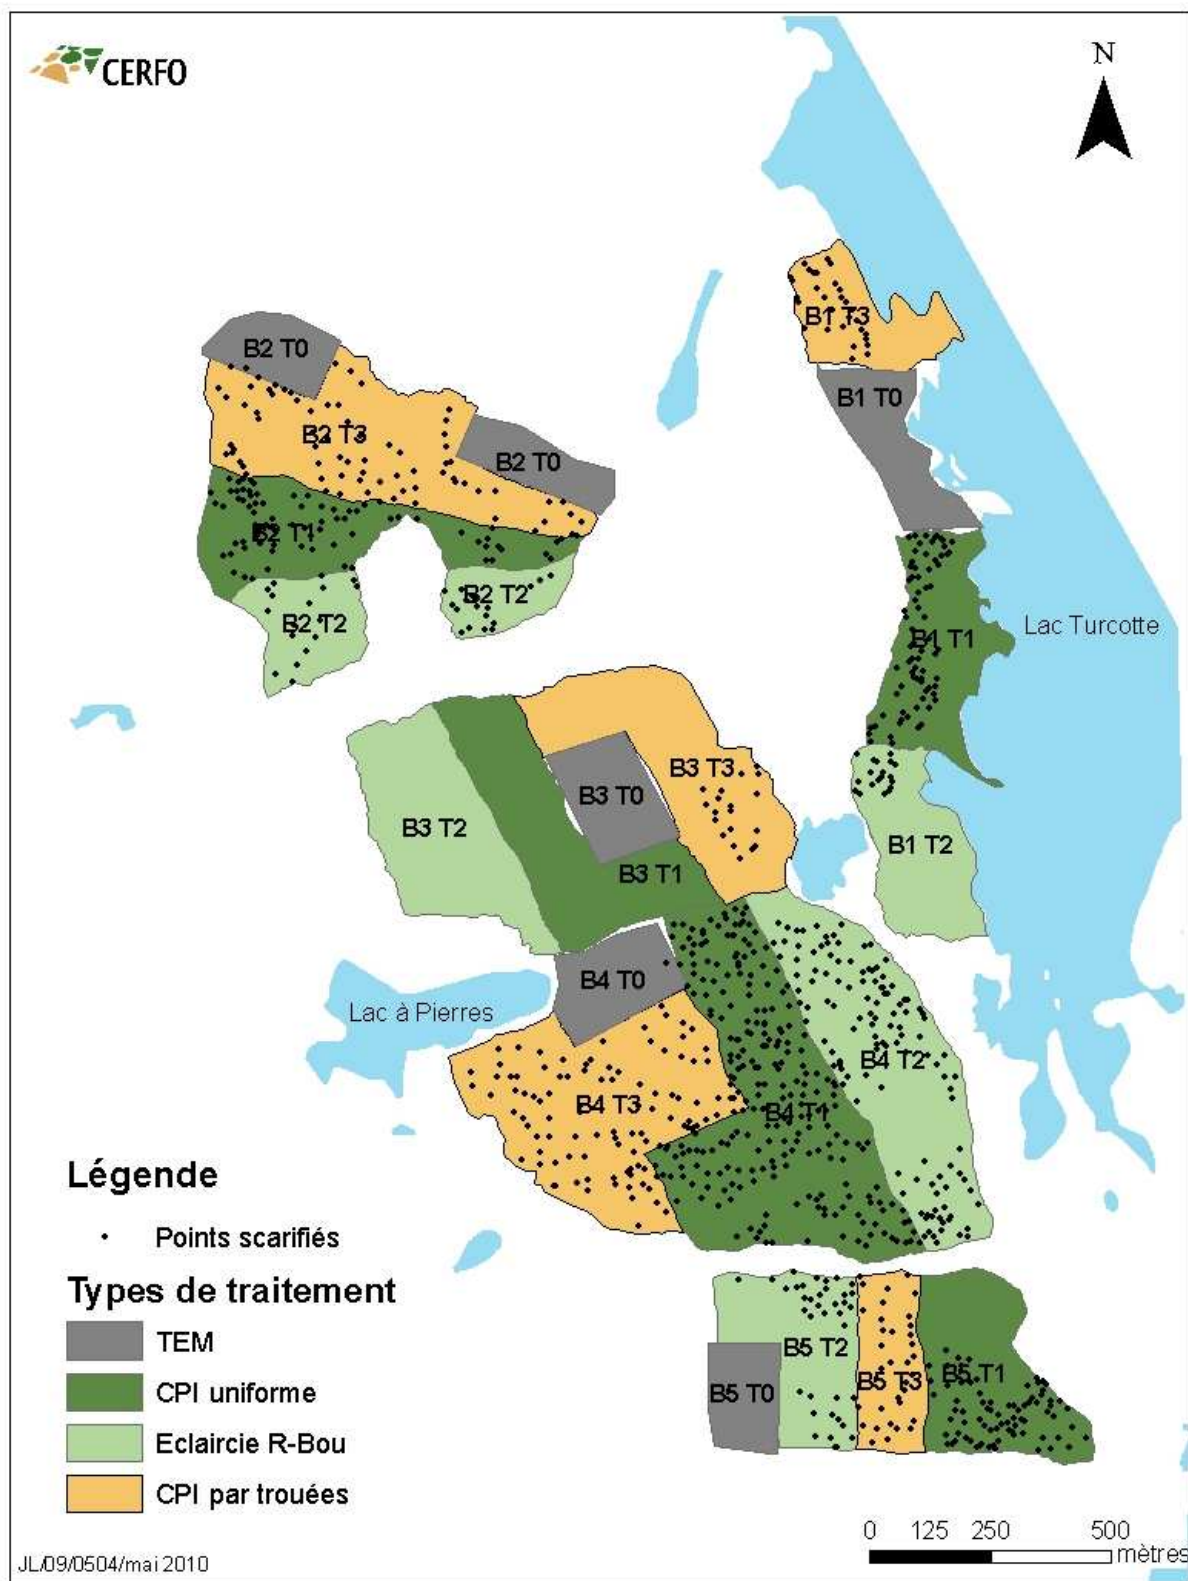 CERFO
N
B1 T3
B2 T0
B1 T0
B2 T3
B2 T0
B2 T1
B2 T2
B2 T2
Lac Turcotte
B1 T1
B3 T3
B3 T0
B3 T2
B1 T2
B3 T1
B4 T0
Lac à Pierres
B4 T2
B4 T3
B4 T1
Légende
Points scarifiés
Types de traitement
TEM
CPI uniforme
Eclaircie R-Bou
CPI par trouées
B5 T2
B5 T1
B5 T3
B5 T0
0 125 250 500
mètres
JL/09/0504/mai 2010